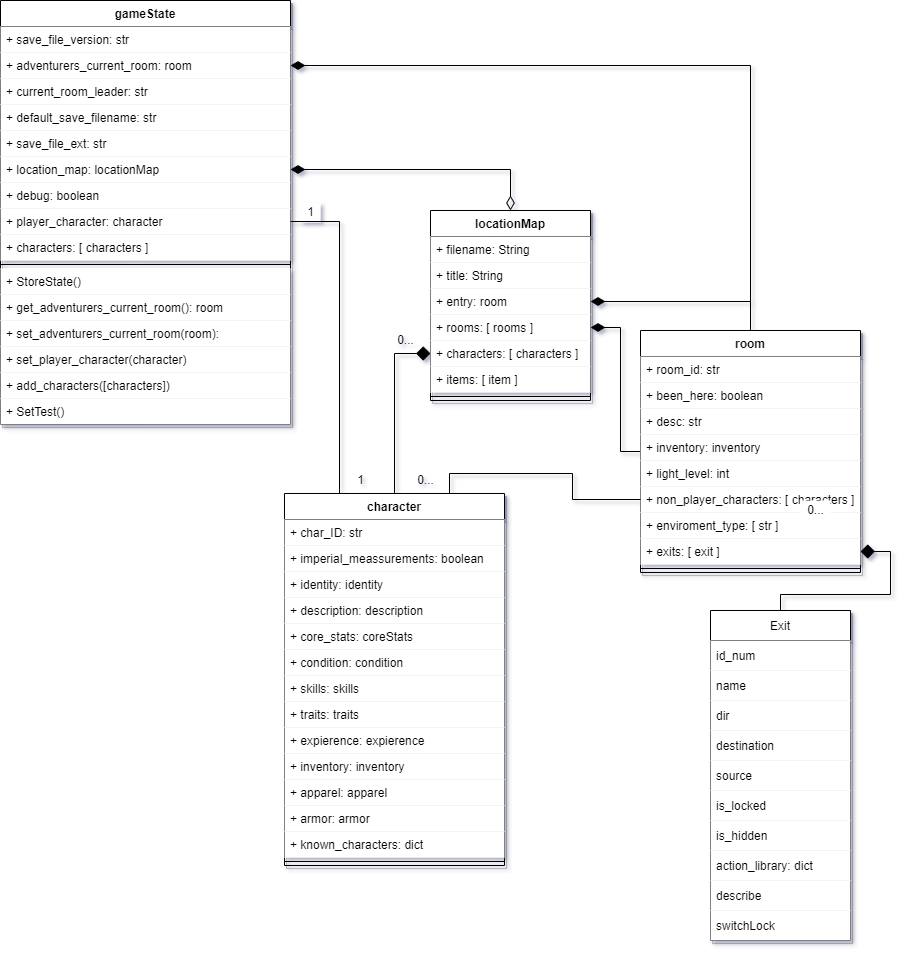 gameState
+ save_file_version: str
+ adventurers_current_room: room
+ current_room_leader: str
+ default_save_filename: str
+ save_file_ext: str
+ location_map: locationMap
+ debug: boolean
+ player_character: character
+ characters: [ characters ]
+ StoreState()
+ get_adventurers_current_room(): room
+ set_adventurers_current_room(room):
+ set_player_character(character)
+ add_characters([characters])
+ SetTest()
1
locationMap
+ filename: String
+ title: String
+ entry: room
+ rooms: [ rooms ]
+ characters: [ characters ]
+ items: [ item ]
0...
room
+ room_id: str
+ been_here: boolean
+ desc: str
+ inventory: inventory
+ light_level: int
+ non_player_characters: [ characters ]
0...
+ enviroment_type: [ str ]
+ exits: [ exit ]
1
0...
character
+ char_ID: str
+ imperial_meassurements: boolean
+ identity: identity
+ description: description
+ core_stats: coreStats
+ condition: condition
+ skills: skills
+ traits: traits
+ expierence: expierence
+ inventory: inventory
+ apparel: apparel
+ armor: armor
+ known_characters: dict
Exit
id_num
name
dir
destination
source
is_locked
is_hidden
action_library: dict
describe
switchLock